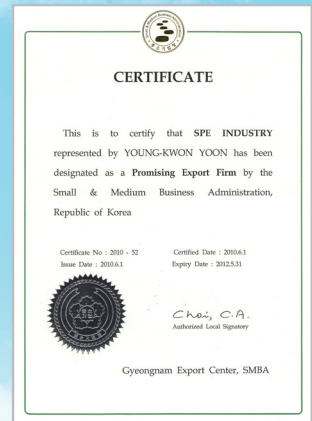 CERTIFICATE
This is to certify that SPE INDUSTRY
represented by YOUNG-KWON YOON has been
designated as a Promising Export Firm by the
Small & Medium Business Administration,
Republic of Korea
Certificate No : 2010 - 52
Certified Date : 2010.6.1
Issue Date : 2010.6.1
Expiry Date : 2012.5.31
Choi, C.A.
Authorized Local Signatory
Gyeongnam Export Center, SMBA